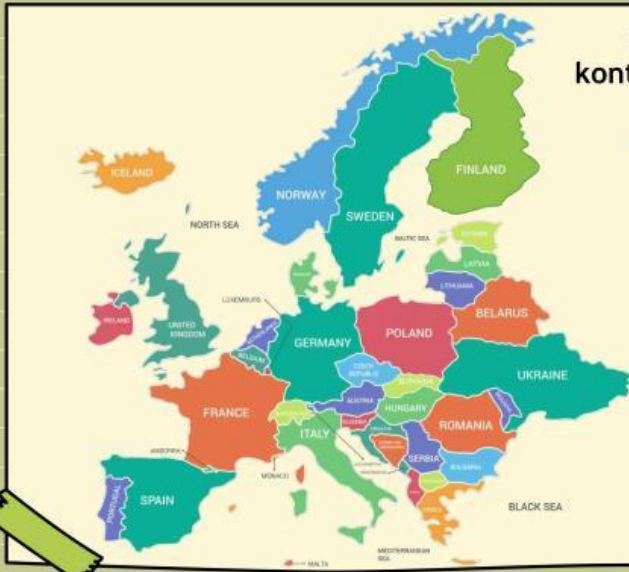 kont
ICELAND
FINLAND
NORWAY
SWEDEN
NORTH SEA
BALTIC SEA
LATVIA
LITHUANIA
IRELAND
UNITED
KINGDOM
LUXEMBURG
BELARUS
POLAND
GERMANY
BELGIUM
CZECH
REPUBLIC
UKRAINE
SLOVAKIA
AUSTRIA
HUNGARY
FRANCE
ITALY
ROMANIA
SERBIA
BULGARIA
ANDORRA
MONACO
PORTUGAL
SPAIN
BLACK SEA
MEDITERRANEAN
SEA
MALTA